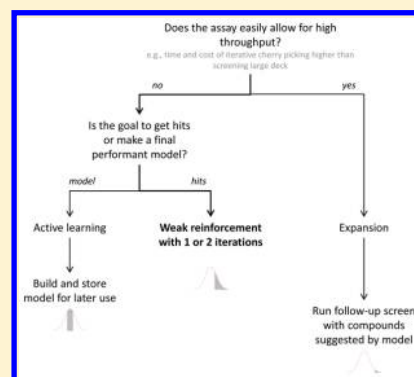 Does the assay easily allow for high
throughput?
e.g., time and cost of iterative cherry picking higher than
screening large deck
no
yes
Is the goal to get hits
or make a final
performant model?
model
hits
Active learning
Weak reinforcement
with 1 or 2 iterations
Expansion
Build and store
model for later use
Run follow-up screen
with compounds
suggested by model